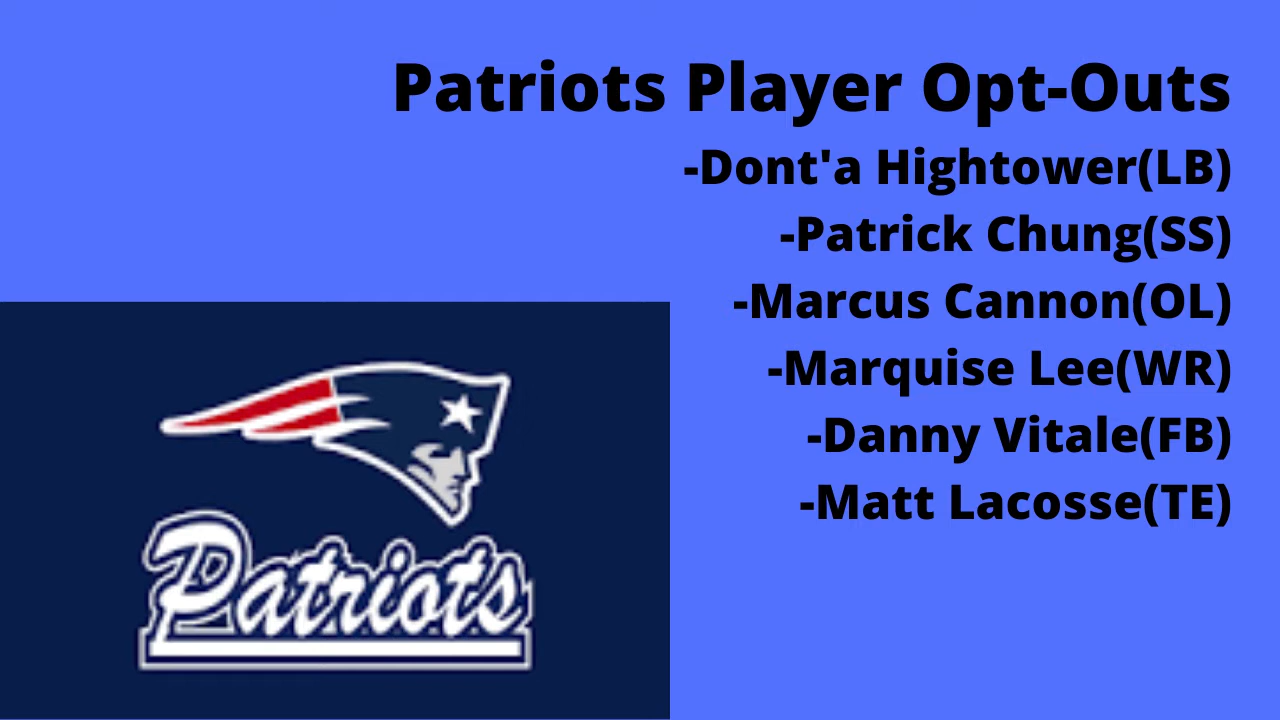 Patriots Player Opt-Outs
-Dont'a Hightower(LB)
-Patrick Chung(SS)
-Marcus Cannon(OL)
-Marquise Lee(WR)
-Danny Vitale(FB)
-Matt Lacosse(TE)
Patriots